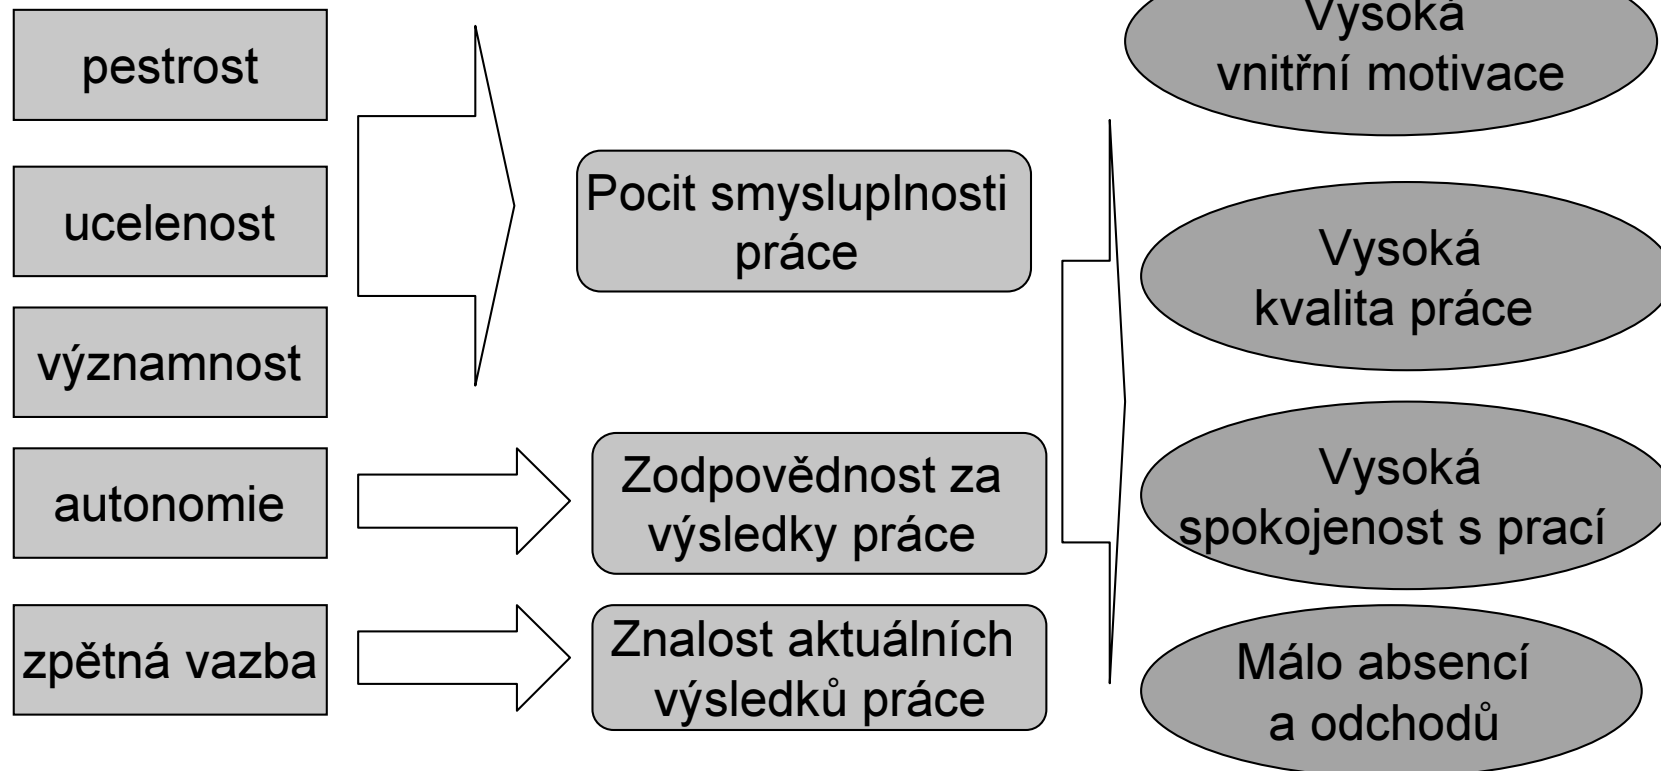 pestrost
ucelenost
významnost
autonomie
zpětná vazba
Pocit smysluplnosti
práce
Zodpovědnost za
výsledky práce
Znalost aktuálních
výsledků práce
Vysoká
vnitřní motivace
Vysoká
kvalita práce
Vysoká
spokojenost s prací
Málo absencí
a odchodů